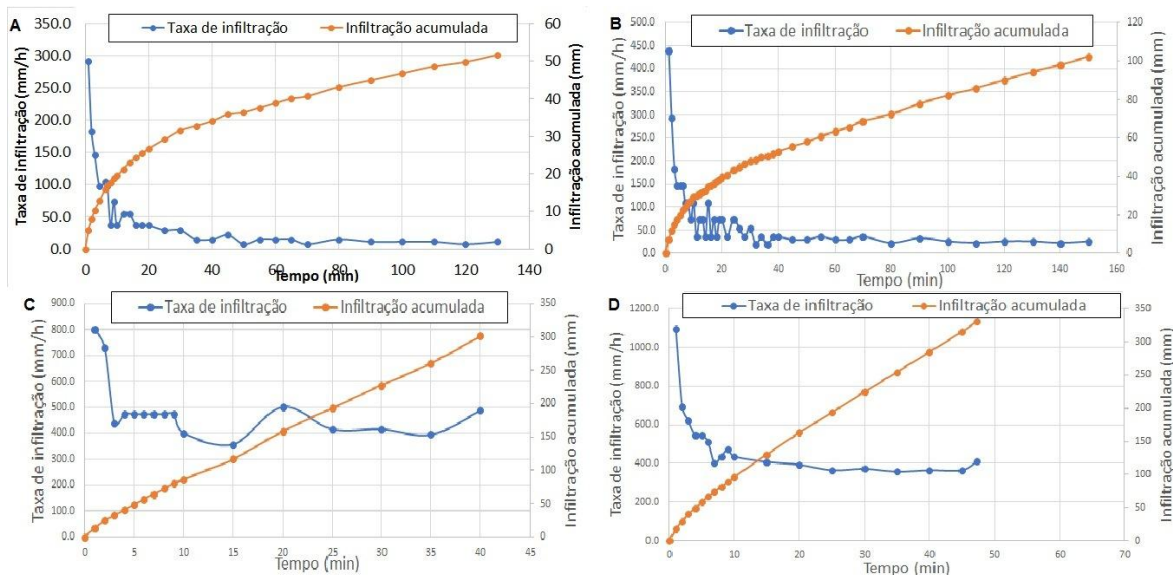 A
Taxa de infiltração
Infiltração acumulada
Taxa de infiltração (mm/h)
350.0
300.0
250.0
200.0
150.0
100.0
50.0
0.0
60
50
40
30
20
10
0
Infiltração acumulada (mm)
0 20 40 60 80 100 120 140
Tempo (min)
B
Taxa de infiltração
Infiltração acumulada
Taxa de infiltração (mm/h)
500.0
450.0
400.0
350.0
300.0
250.0
200.0
150.0
100.0
50.0
0.0
120
100
80
60
40
20
0
Infiltração acumulada (mm)
0 20 40 60 80 100 120 140 160
Tempo (min)
C
Taxa de infiltração
Infiltração acumulada
Taxa de infiltração (mm/h)
900.0
800.0
700.0
600.0
500.0
400.0
300.0
200.0
100.0
0.0
350
300
250
200
150
100
50
0
Infiltração acumulada (mm)
0 5 10 15 20 25 30 35 40 45
Tempo (min)
D
Taxa de infiltração
Infiltração acumulada
Taxa de infiltração (mm/h)
1200.0
1000.0
800.0
600.0
400.0
200.0
0.0
350
300
250
200
150
100
50
0
Infiltração acumulada (mm)
0 10 20 30 40 50 60 70
Tempo (min)